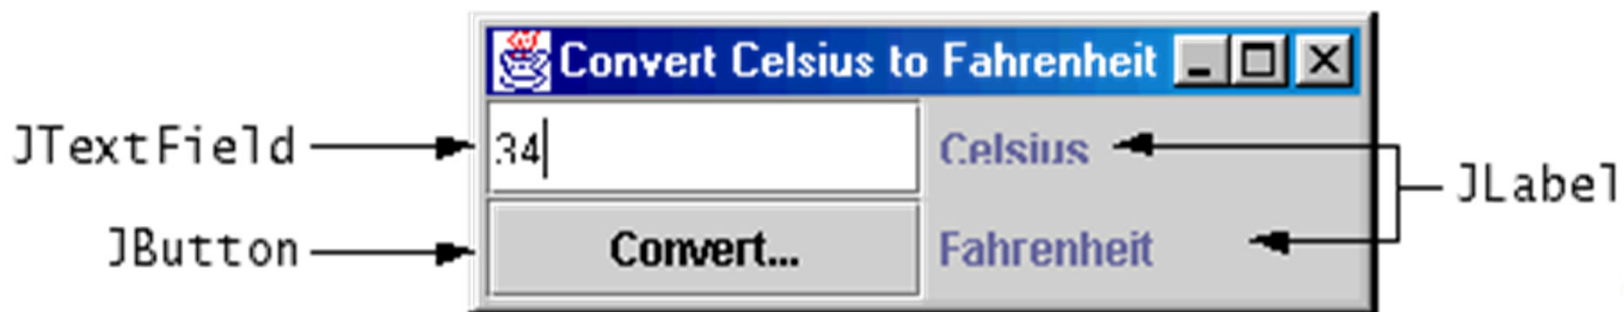 Convert Celsius to Fahrenheit
JTextField 34 Celsius
JLabel
JButton Convert... Fahrenheit